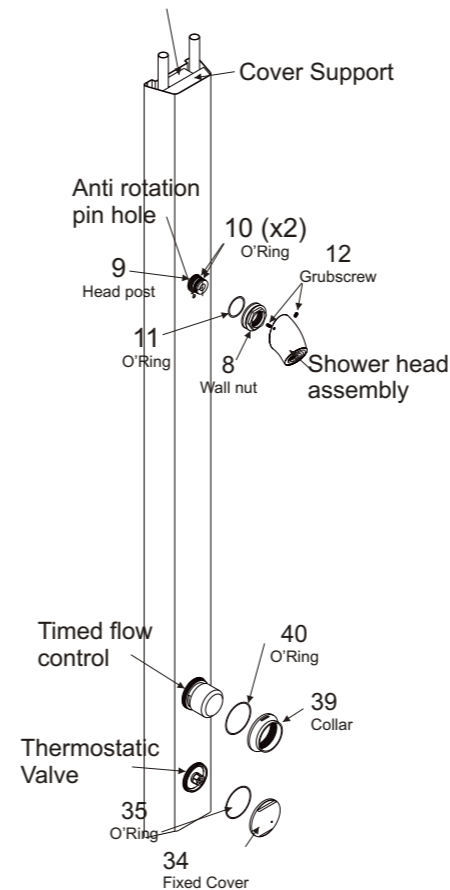 Cover Support
Anti rotation
pin hole
10 (x2)
O'Ring
12
Grubscrew
9
Head post
11
O'Ring
8
Wall nut
Shower head
assembly
Timed flow
control
40
O'Ring
39
Collar
Thermostatic
Valve
35
O'Ring
34
Fixed Cover